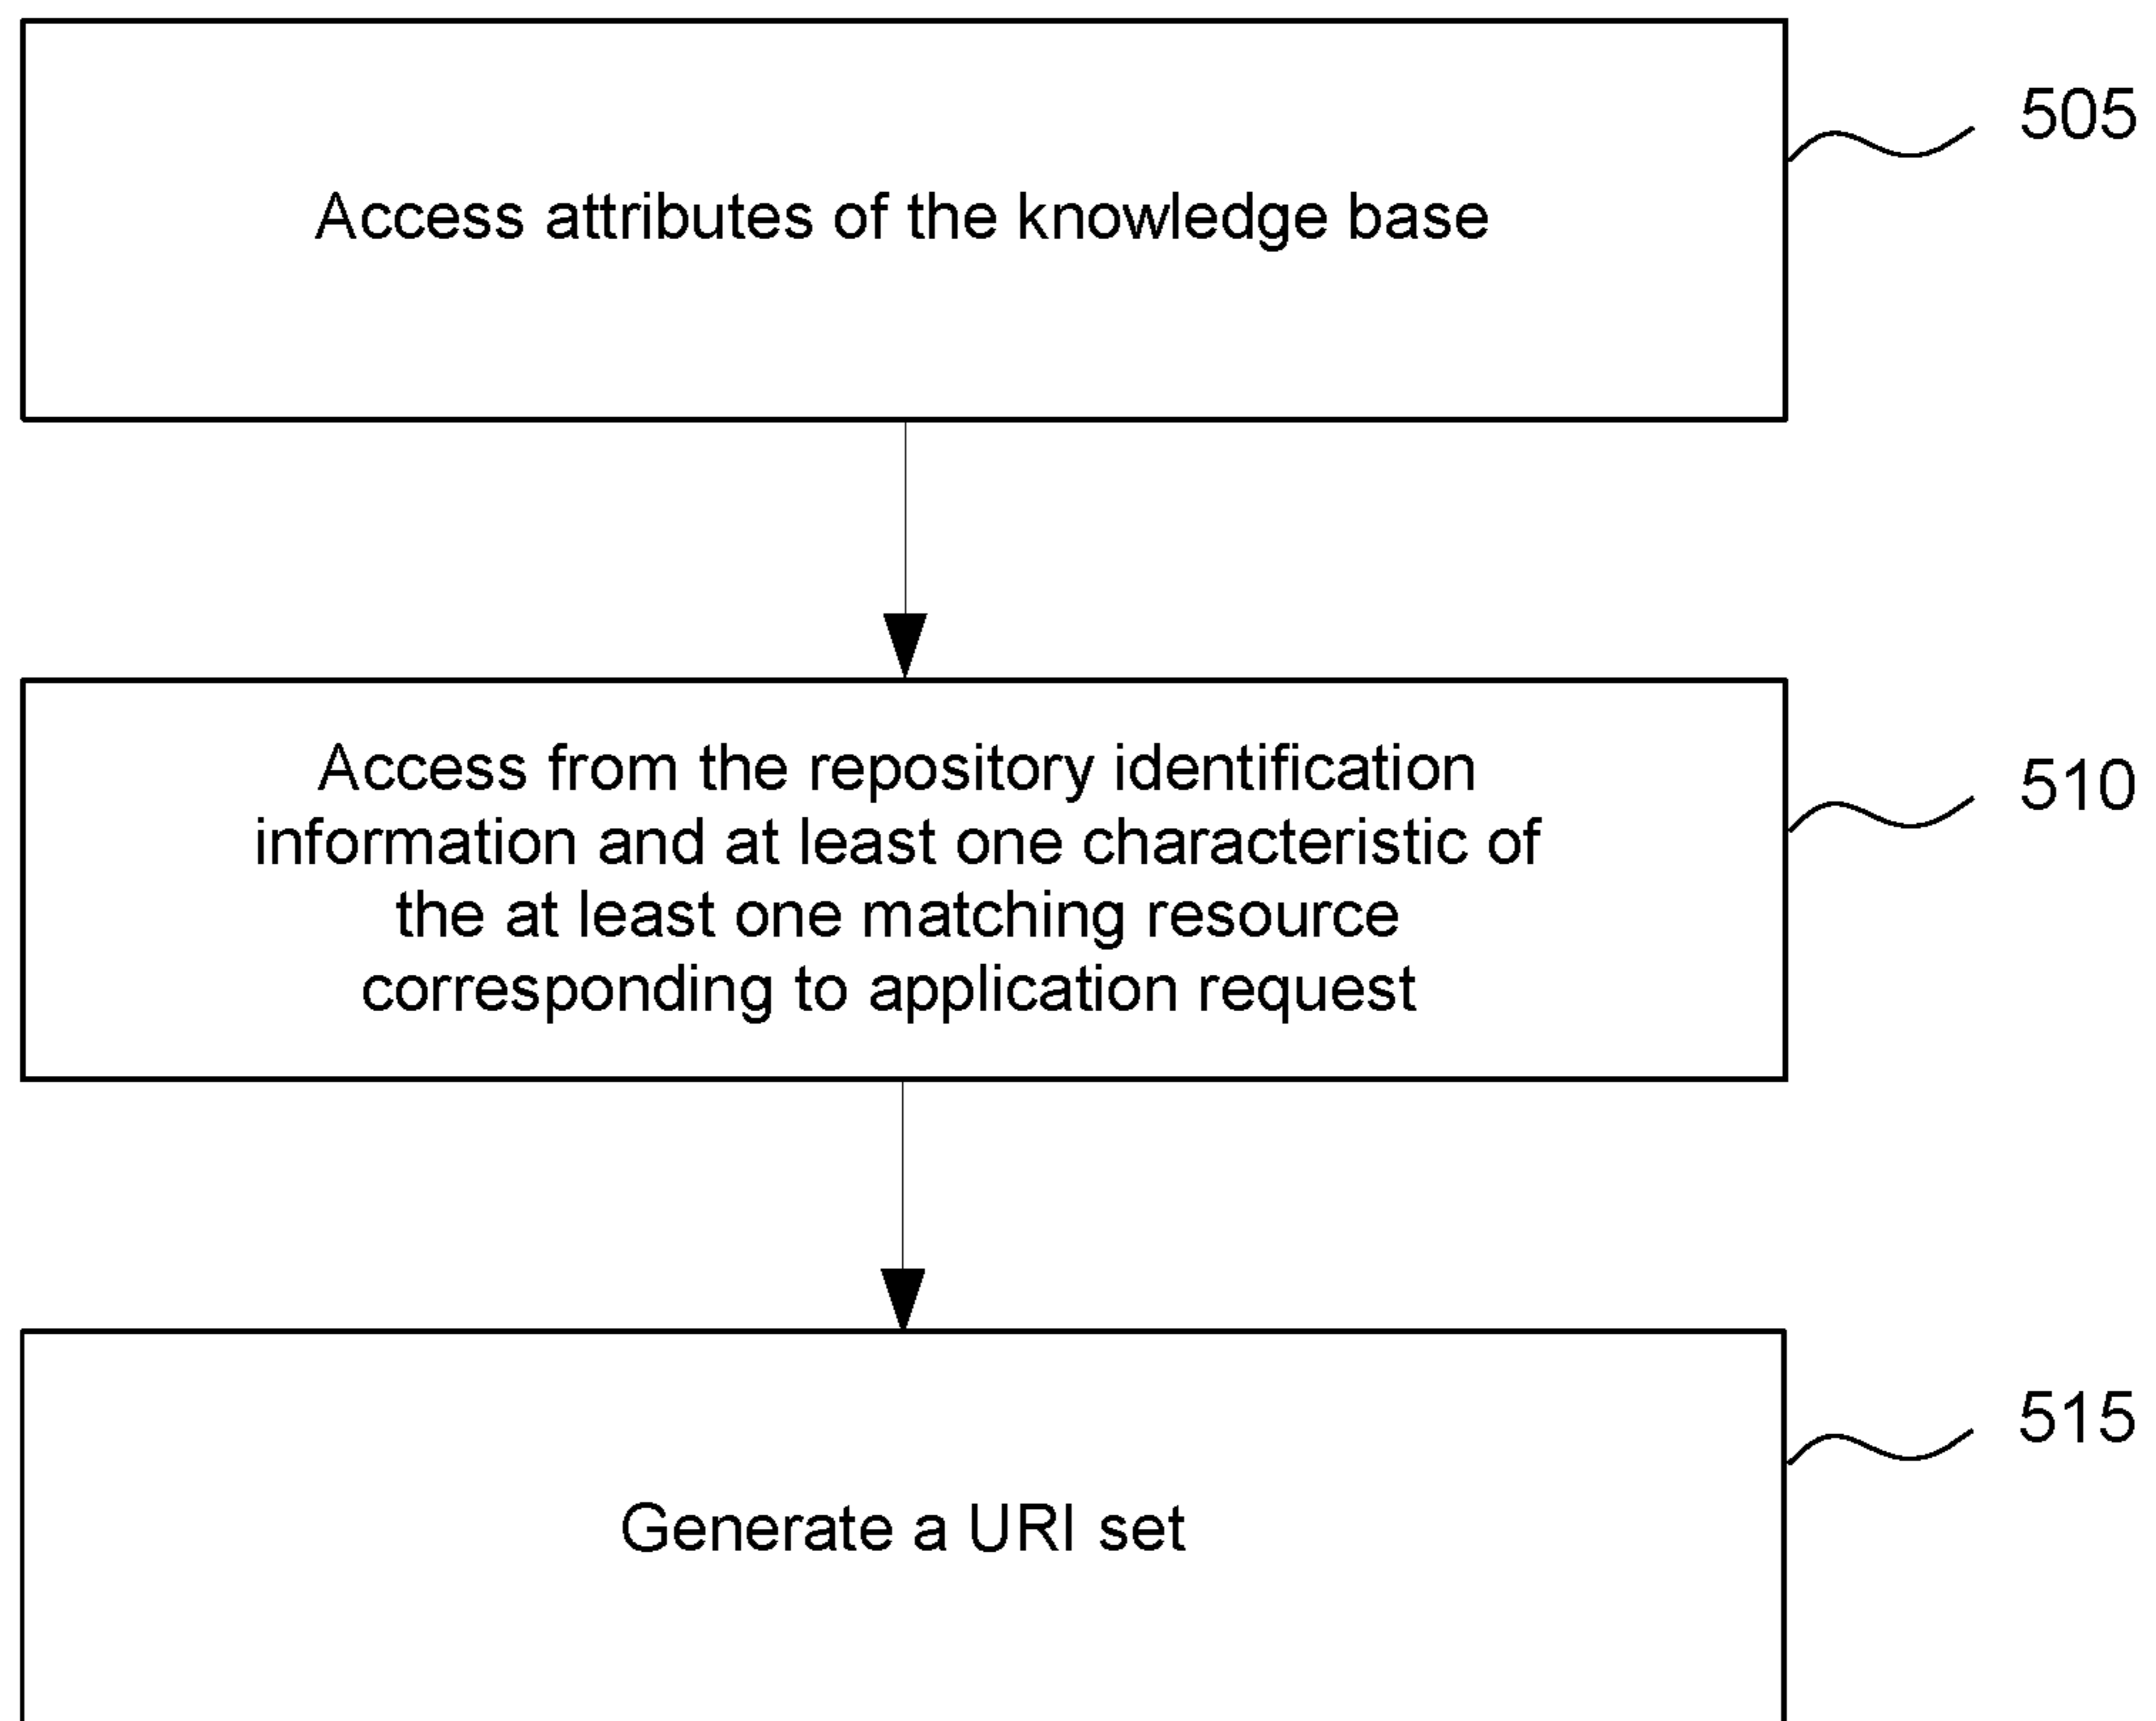 505
Access attributes of the knowledge base
Access from the repository identification
510
information and at least one characteristic of
the at least one matching resource
corresponding to application request
515
Generate a URI set